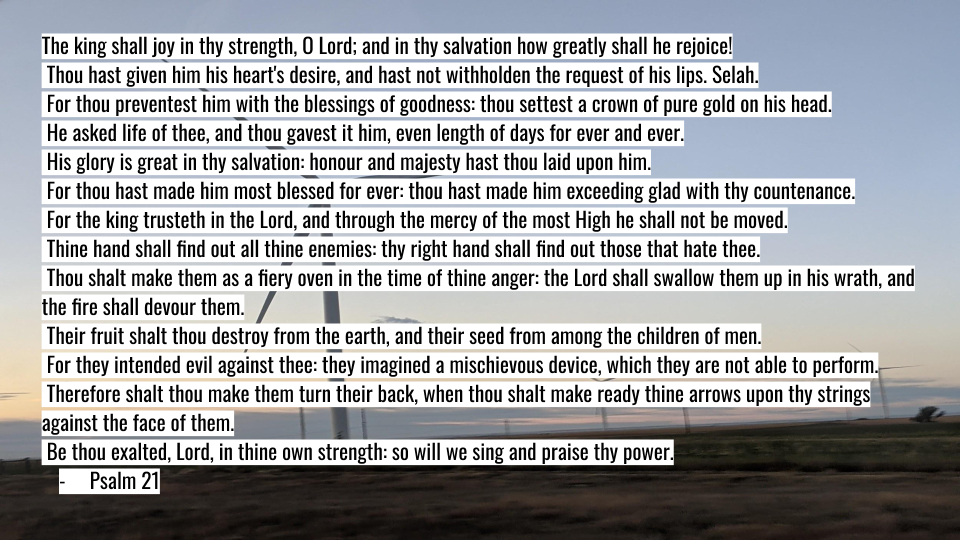 The king shall joy in thy strength, O Lord; and in thy salvation how greatly shall he rejoice!
Thou hast given him his heart's desire, and hast not withholden the request of his lips. Selah.
For thou preventest him with the blessings of goodness: thou settest a crown of pure gold on his head.
He asked life of thee, and thou gavest it him, even length of days for ever and ever.
His glory is great in thy salvation: honour and majesty hast thou laid upon him.
For thou hast made him most blessed for ever: thou hast made him exceeding glad with thy countenance.
For the king trusteth in the Lord, and through the mercy of the most High he shall not be moved.
Thine hand shall find out all thine enemies: thy right hand shall find out those that hate thee.
Thou shalt make them as a fiery oven in the time of thine anger: the Lord shall swallow them up in his wrath, and
the fire shall devour them.
Their fruit shalt thou destroy from the earth, and their seed from among the children of men.
For they intended evil against thee: they imagined a mischievous device, which they are not able to perform.
Therefore shalt thou make them turn their back, when thou shalt make ready thine arrows upon thy strings
against the face of them.
Be thou exalted, Lord, in thine own strength: so will we sing and praise thy power.
- Psalm 21